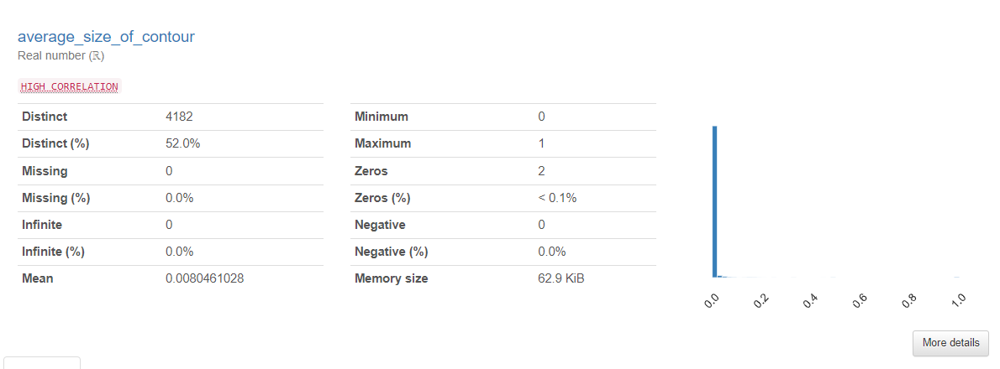 average_size_of_contour
Real number (ℝ)
HIGH CORRELATION
Distinct 4182
Distinct (%) 52.0%
Missing 0
Missing (%) 0.0%
Infinite 0
Infinite (%) 0.0%
Mean 0.0080461028
Minimum 0
Maximum 1
Zeros 2
Zeros (%) < 0.1%
Negative 0
Negative (%) 0.0%
Memory size 62.9 KiB
0.0 0.2 0.4 0.6 0.8 1.0
More details